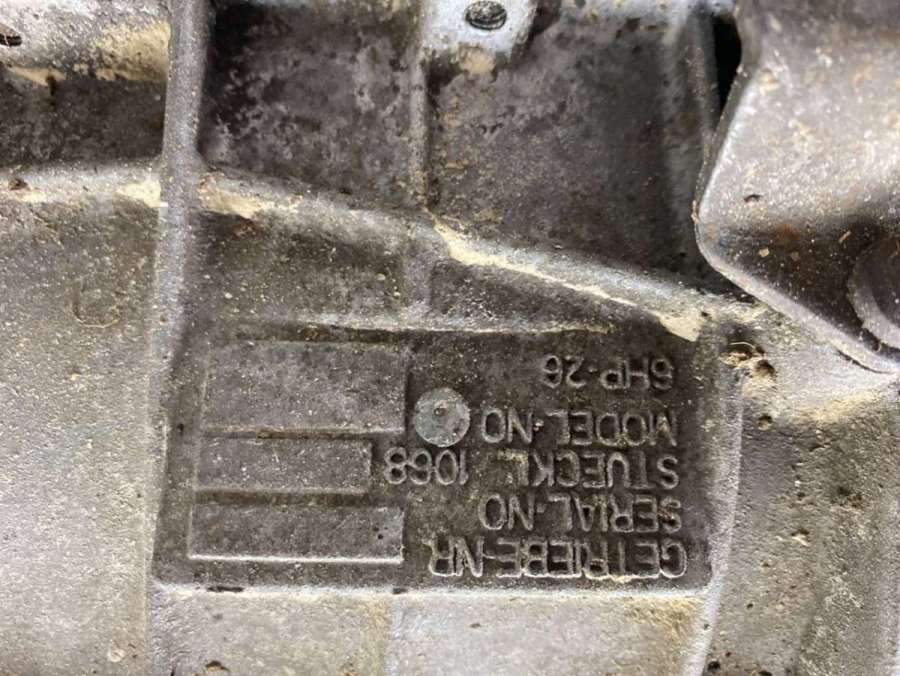 GETRIEBE-NR
SERIAL-NO
STUECKL. 1068
MODEL-NO
6HP-26